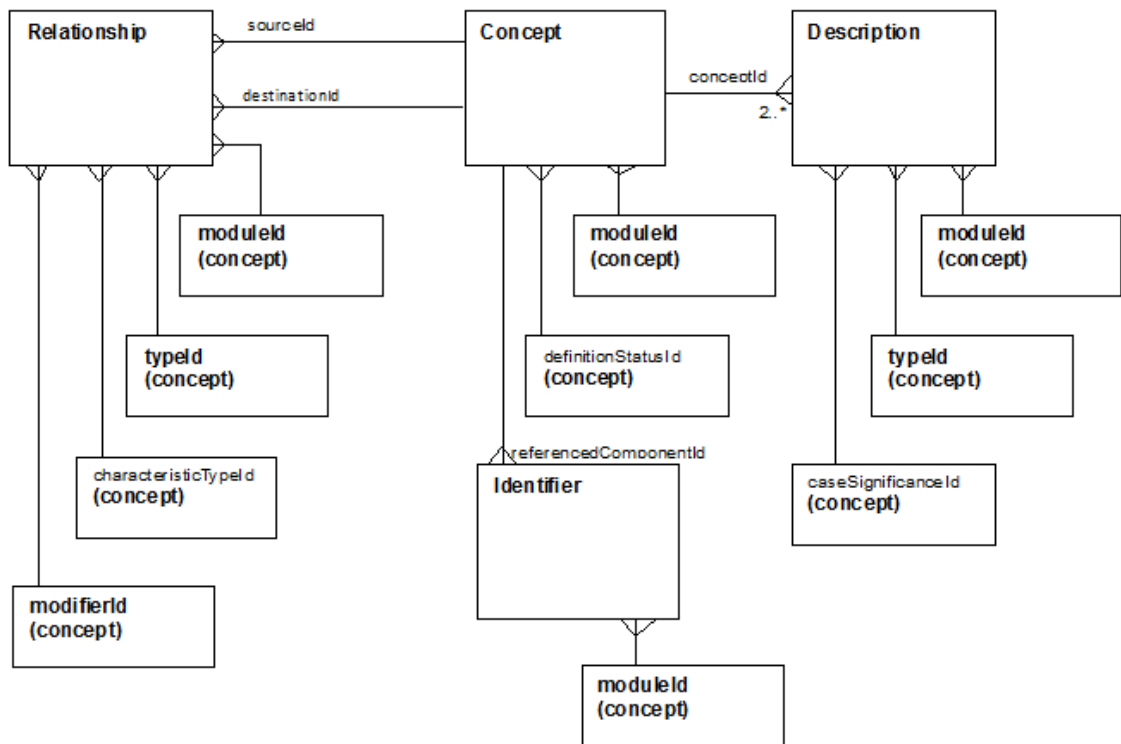 Relationship
sourceId
Concept
Description
conceptId
destinationId
2..*
moduleId
(concept)
moduleId
(concept)
moduleId
(concept)
typeId
(concept)
definitionStatusId
(concept)
typeId
(concept)
characteristicTypeId
(concept)
referencedComponentId
Identifier
caseSignificanceId
(concept)
modifierId
(concept)
moduleId
(concept)